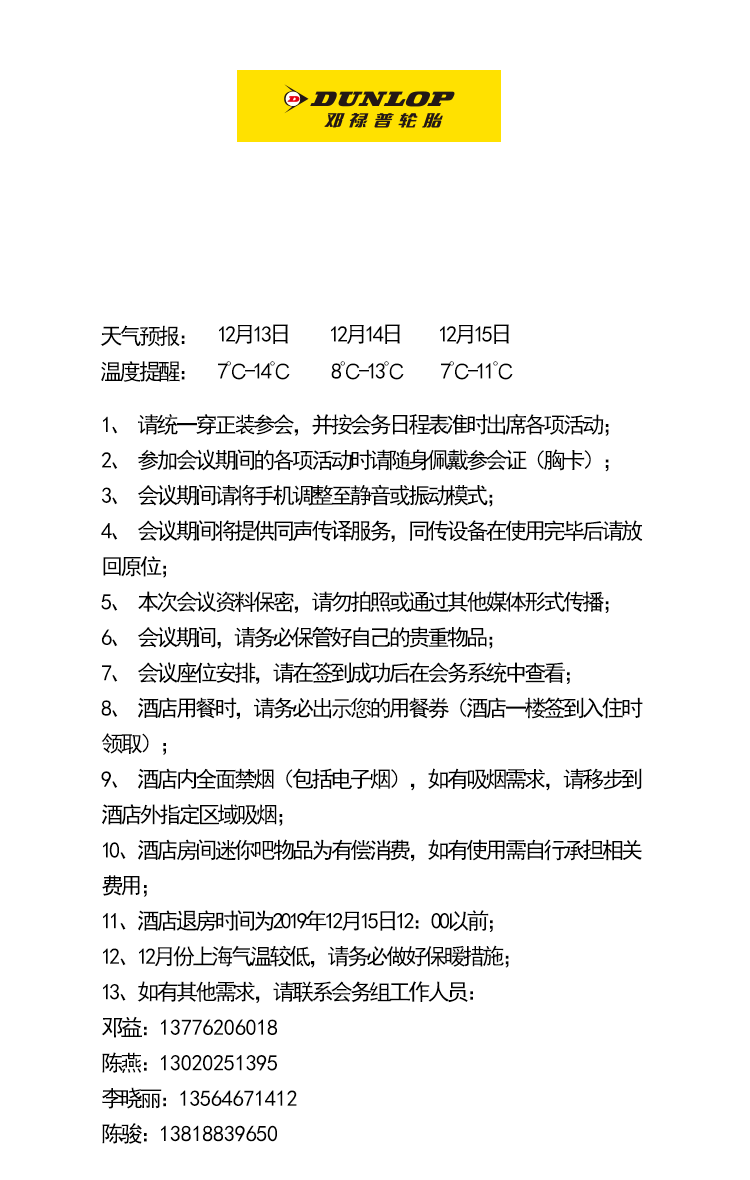 DUNLOP
邓禄普轮胎
天气预报： 12月13日 12月14日 12月15日
温度提醒： 7℃-14℃ 8℃-13℃ 7℃-11℃
1、 请统一穿正装参会，并按会务日程表准时出席各项活动；
2、 参加会议期间的各项活动时请随身佩戴参会证（胸卡）；
3、 会议期间请将手机调整至静音或振动模式；
4、 会议期间将提供同声传译服务，同传设备在使用完毕后请放
回原位；
5、 本次会议资料保密，请勿拍照或通过其他媒体形式传播；
6、 会议期间，请务必保管好自己的贵重物品；
7、 会议座位安排，请在签到成功后在会务系统中查看；
8、 酒店用餐时，请务必出示您的用餐券（酒店一楼签到入住时
领取）；
9、 酒店内全面禁烟（包括电子烟），如有吸烟需求，请移步到
酒店外指定区域吸烟；
10、酒店房间迷你吧物品为有偿消费，如有使用需自行承担相关
费用；
11、酒店退房时间为2019年12月15日12：00以前；
12、12月份上海气温较低，请务必做好保暖措施；
13、如有其他需求，请联系会务组工作人员：
邓益：13776206018
陈燕：13020251395
李晓丽：13564671412
陈骏：13818839650